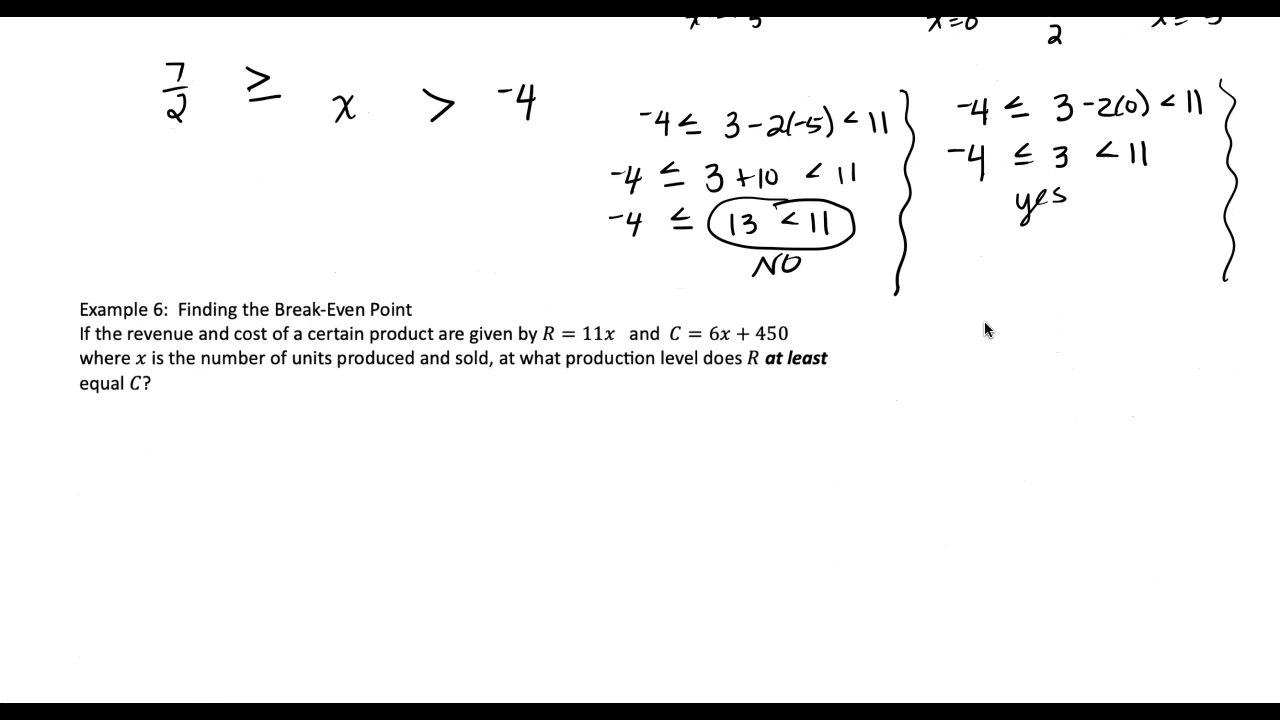 x=0
2
7/2 ≥ x > -4
-4 ≤ 3-2(-5) < 11
-4 ≤ 3+10 < 11
-4 ≤ 13 < 11
NO
-4 ≤ 3-2(0) < 11
-4 ≤ 3 < 11
yes
Example 6: Finding the Break-Even Point
If the revenue and cost of a certain product are given by R = 11x and C = 6x + 450
where x is the number of units produced and sold, at what production level does R at least
equal C?